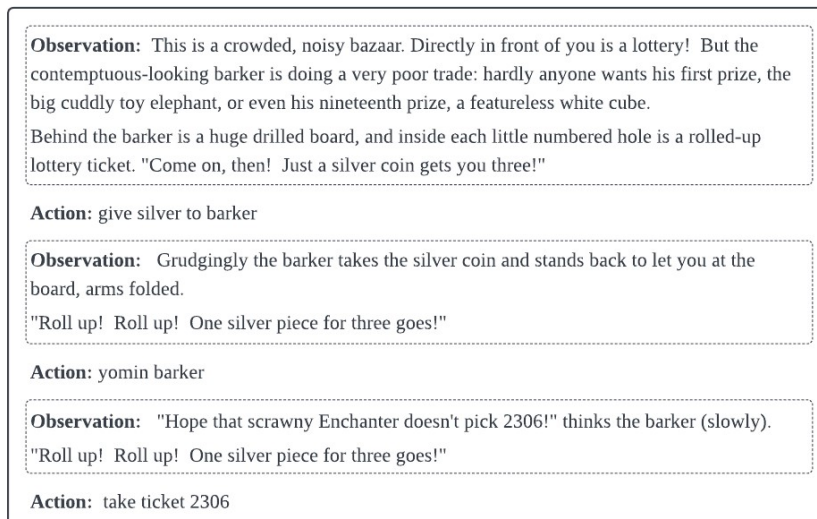 Observation: This is a crowded, noisy bazaar. Directly in front of you is a lottery! But the
contemptuous-looking barker is doing a very poor trade: hardly anyone wants his first prize, the
big cuddly toy elephant, or even his nineteenth prize, a featureless white cube.
Behind the barker is a huge drilled board, and inside each little numbered hole is a rolled-up
lottery ticket. "Come on, then! Just a silver coin gets you three!"
Action: give silver to barker
Observation: Grudgingly the barker takes the silver coin and stands back to let you at the
board, arms folded.
"Roll up! Roll up! One silver piece for three goes!"
Action: yomin barker
Observation: "Hope that scrawny Enchanter doesn't pick 2306!" thinks the barker (slowly).
"Roll up! Roll up! One silver piece for three goes!"
Action: take ticket 2306